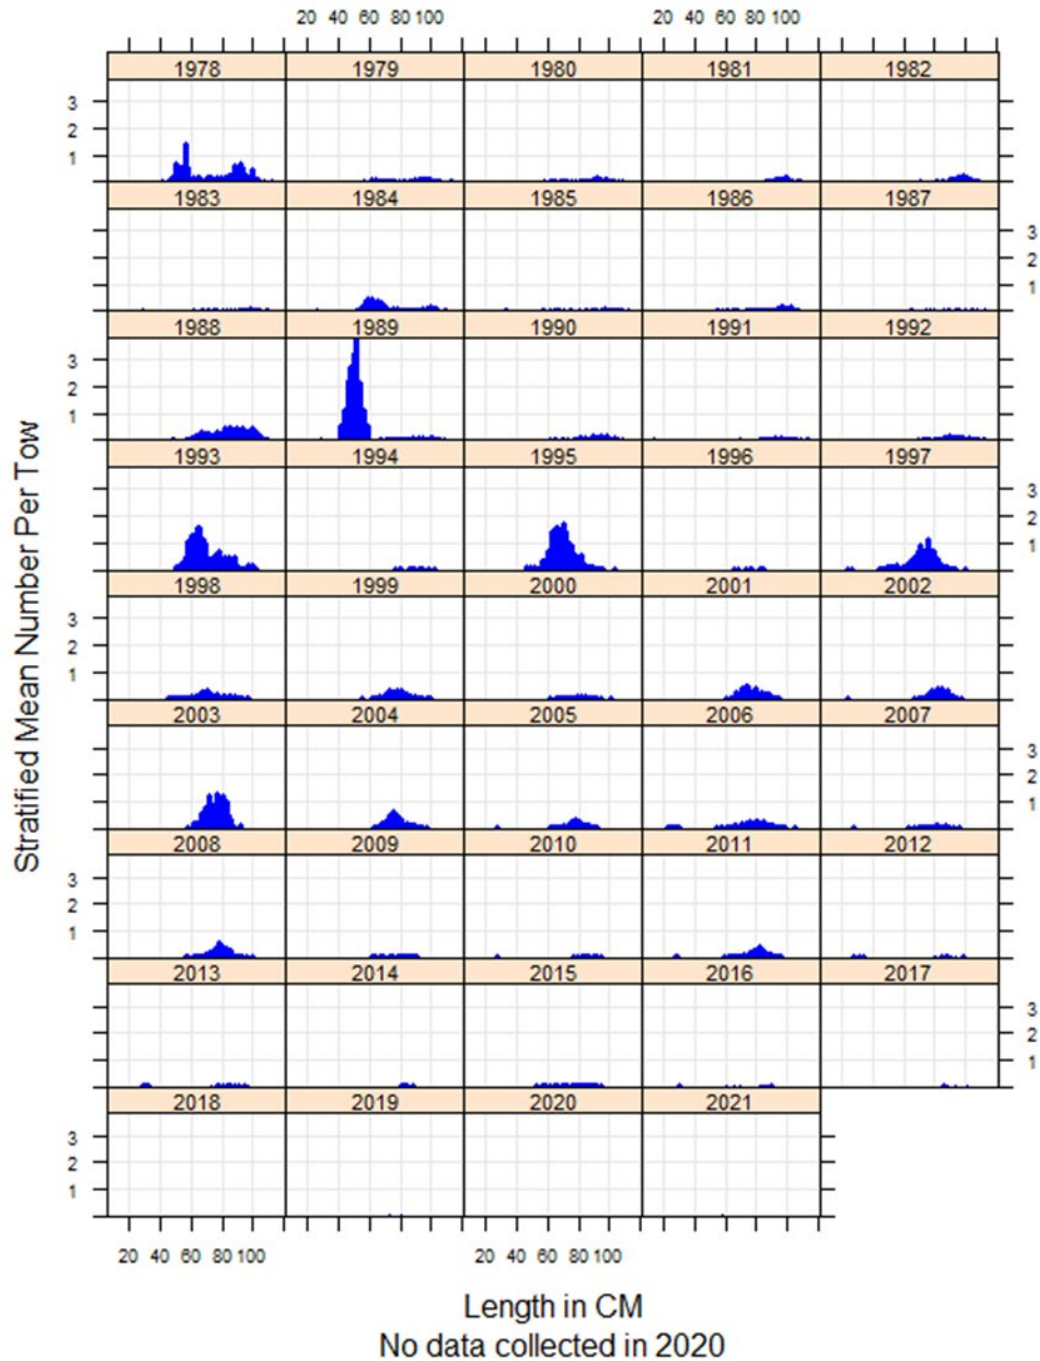 20 40 60 80 100 20 40 60 80 100
1978 1979 1980 1981 1982
3
2
1
1983 1984 1985 1986 1987
3
2
1
1988 1989 1990 1991 1992
3
2
1
1993 1994 1995 1996 1997
3
2
1
1998 1999 2000 2001 2002
3
2
1
2003 2004 2005 2006 2007
3
2
1
2008 2009 2010 2011 2012
3
2
1
2013 2014 2015 2016 2017
3
2
1
2018 2019 2020 2021
3
2
1
20 40 60 80 100 20 40 60 80 100
Stratified Mean Number Per Tow
Length in CM
No data collected in 2020